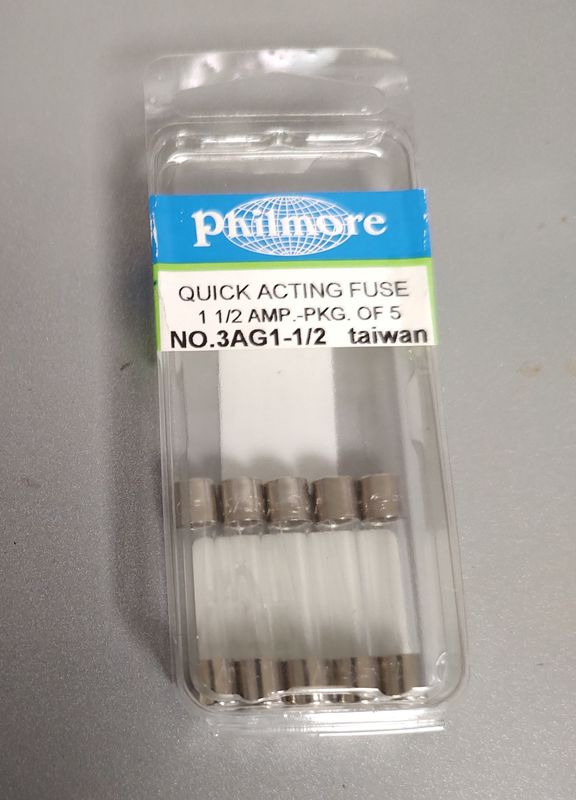 Philmore
QUICK ACTING FUSE
1 1/2 AMP.-PKG. OF 5
NO.3AG1-1/2 taiwan